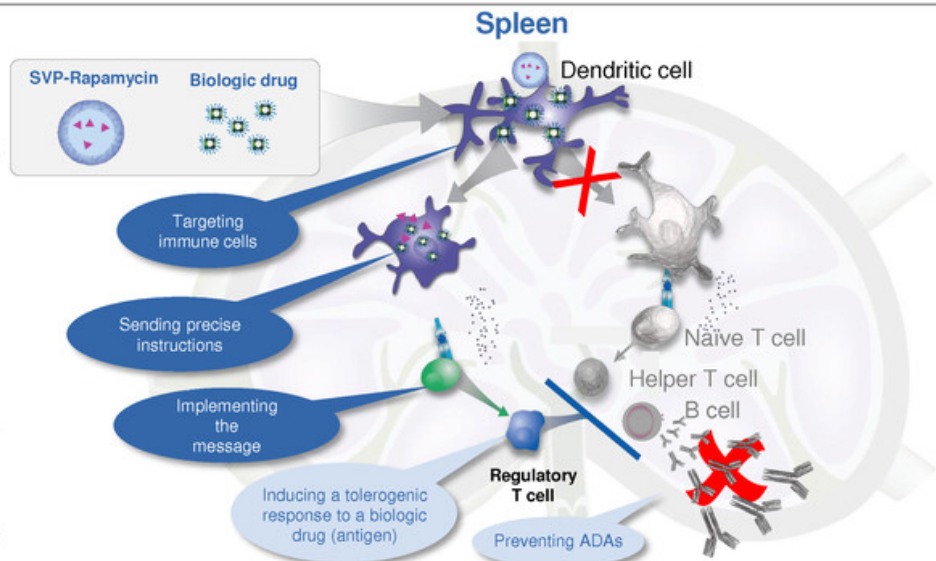 Spleen
SVP-Rapamycin
Biologic drug
Dendritic cell
Targeting
immune cells
Sending precise
instructions
Naïve T cell
Helper T cell
B cell
Implementing
the
message
Regulatory
T cell
Inducing a tolerogenic
response to a biologic
drug (antigen)
Preventing ADAs